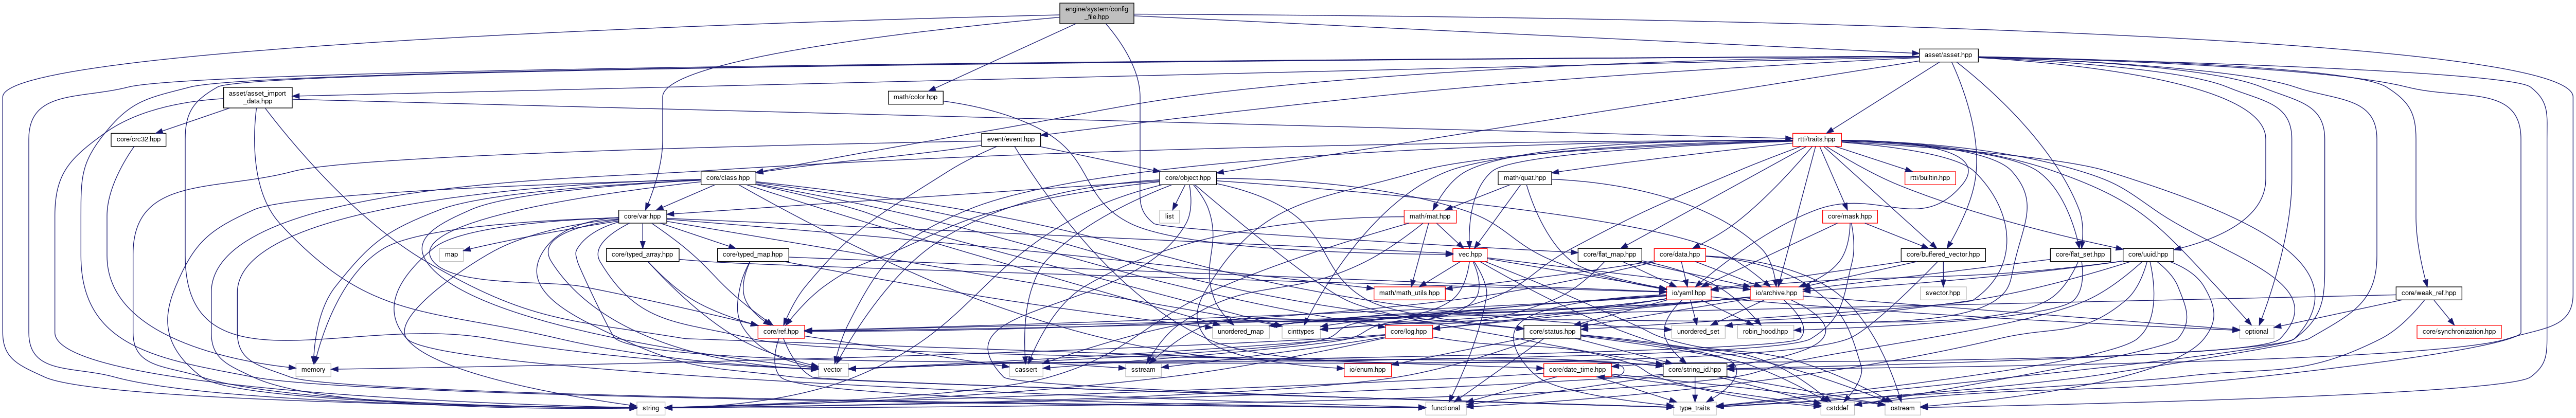 engine/system/config
_file.hpp
asset/asset.hpp
asset/asset_import
_data.hpp
math/color.hpp
core/crc32.hpp
event/event.hpp
rtti/traits.hpp
core/class.hpp
core/object.hpp
math/quat.hpp
rtti/builtin.hpp
core/var.hpp
list
math/mat.hpp
core/mask.hpp
map
core/typed_array.hpp
core/typed_map.hpp
vec.hpp
core/flat_map.hpp
core/data.hpp
core/buffered_vector.hpp
core/flat_set.hpp
core/uuid.hpp
math/math_utils.hpp
io/yaml.hpp
io/archive.hpp
svector.hpp
core/weak_ref.hpp
core/ref.hpp
unordered_map
cinttypes
core/log.hpp
core/status.hpp
unordered_set
robin_hood.hpp
optional
core/synchronization.hpp
memory
vector
cassert
sstream
io/enum.hpp
core/date_time.hpp
core/string_id.hpp
string
functional
type_traits
cstddef
ostream